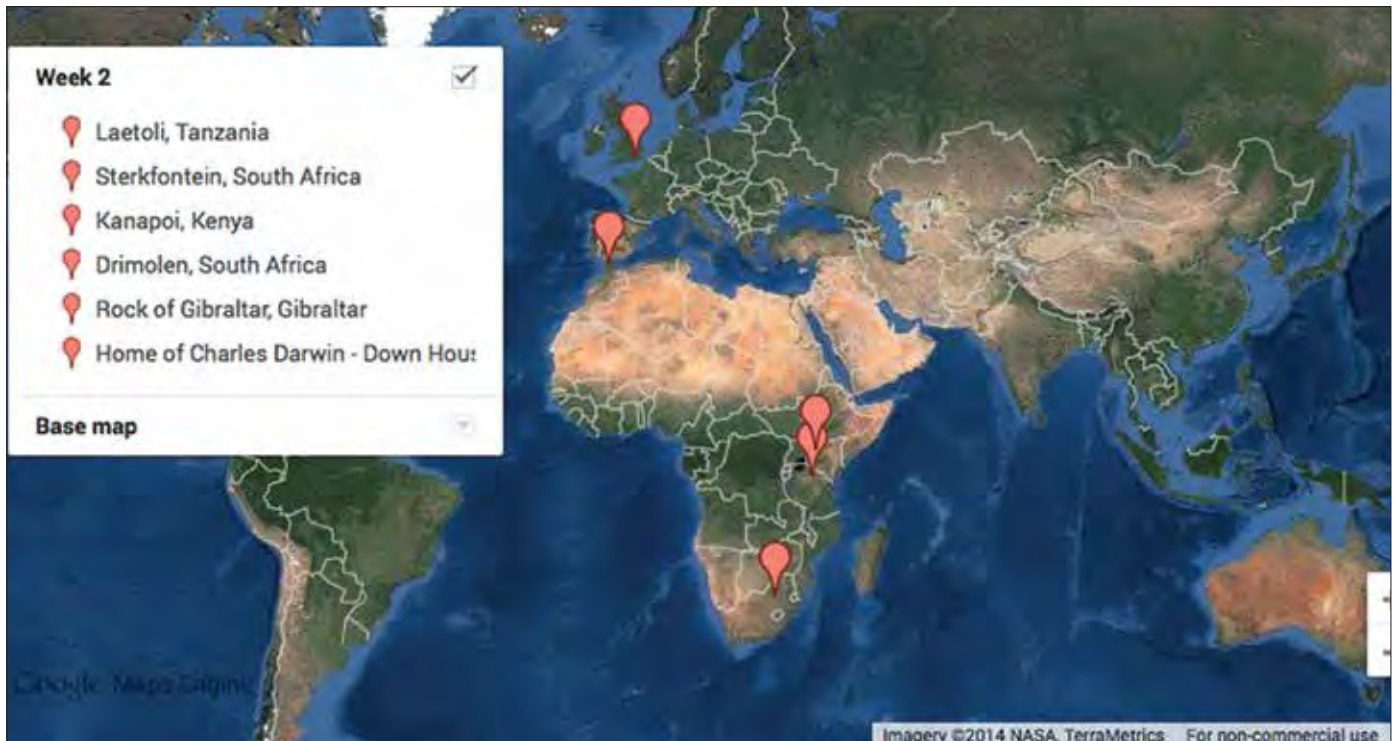 Week 2
Laetoli, Tanzania
Sterkfontein, South Africa
Kanapoi, Kenya
Drimolen, South Africa
Rock of Gibraltar, Gibraltar
Home of Charles Darwin - Down Hous
Base map
Google Maps Engine
Imagery ©2014 NASA, TerraMetrics For non-commercial use